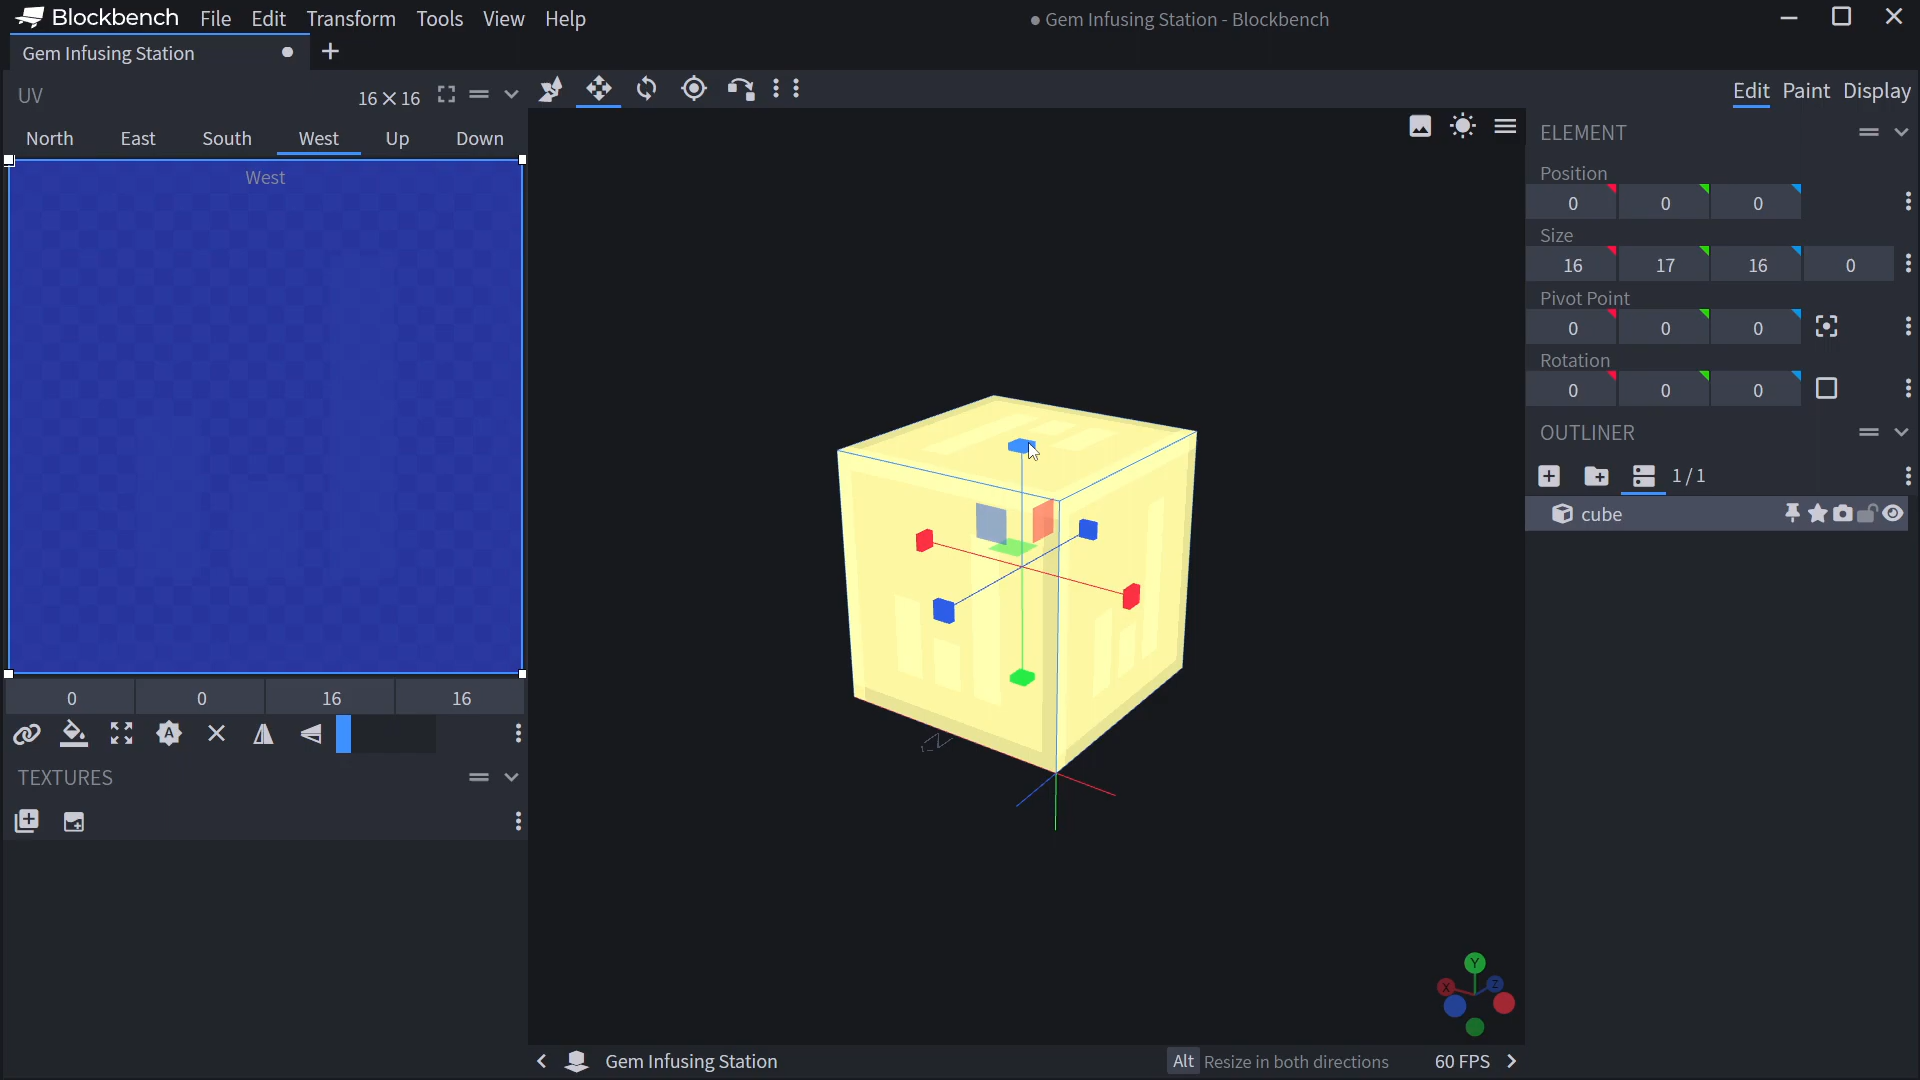 Blockbench File Edit Transform Tools View Help
● Gem Infusing Station - Blockbench
Gem Infusing Station
UV 16×16
North East South West Up Down
West
0 0 16 16
TEXTURES
Edit Paint Display
ELEMENT
Position
0 0 0
Size
16 17 16 0
Pivot Point
0 0 0
Rotation
0 0 0
OUTLINER
1/1
cube
Y
X Z
Gem Infusing Station
Alt Resize in both directions 60 FPS